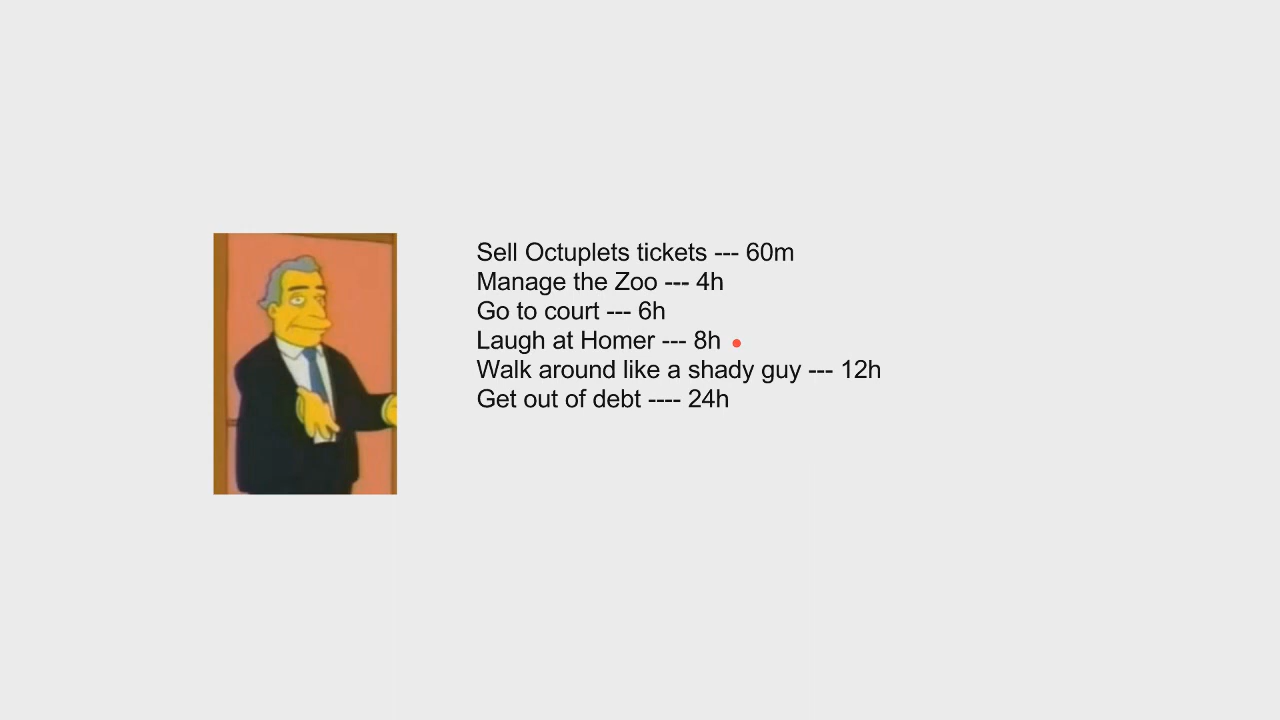 Sell Octuplets tickets --- 60m
Manage the Zoo --- 4h
Go to court --- 6h
Laugh at Homer --- 8h
Walk around like a shady guy --- 12h
Get out of debt ---- 24h